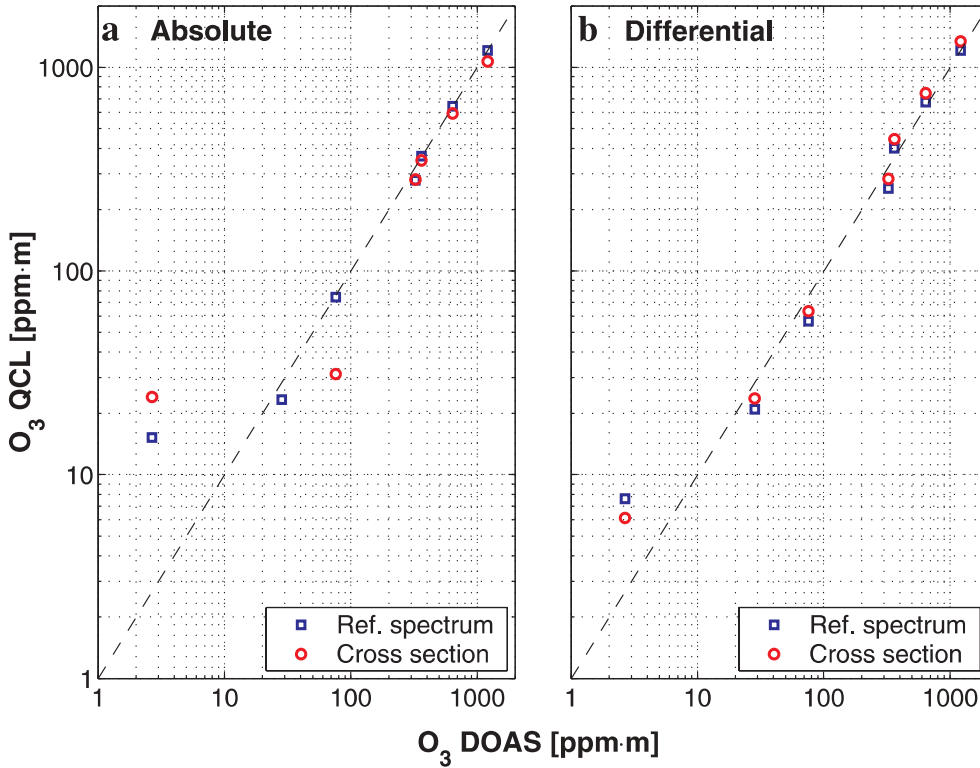 a Absolute
b Differential
O₃ QCL [ppm·m]
1000
100
10
1
1 10 100 1000
1 10 100 1000
Ref. spectrum
Cross section
Ref. spectrum
Cross section
O₃ DOAS [ppm·m]